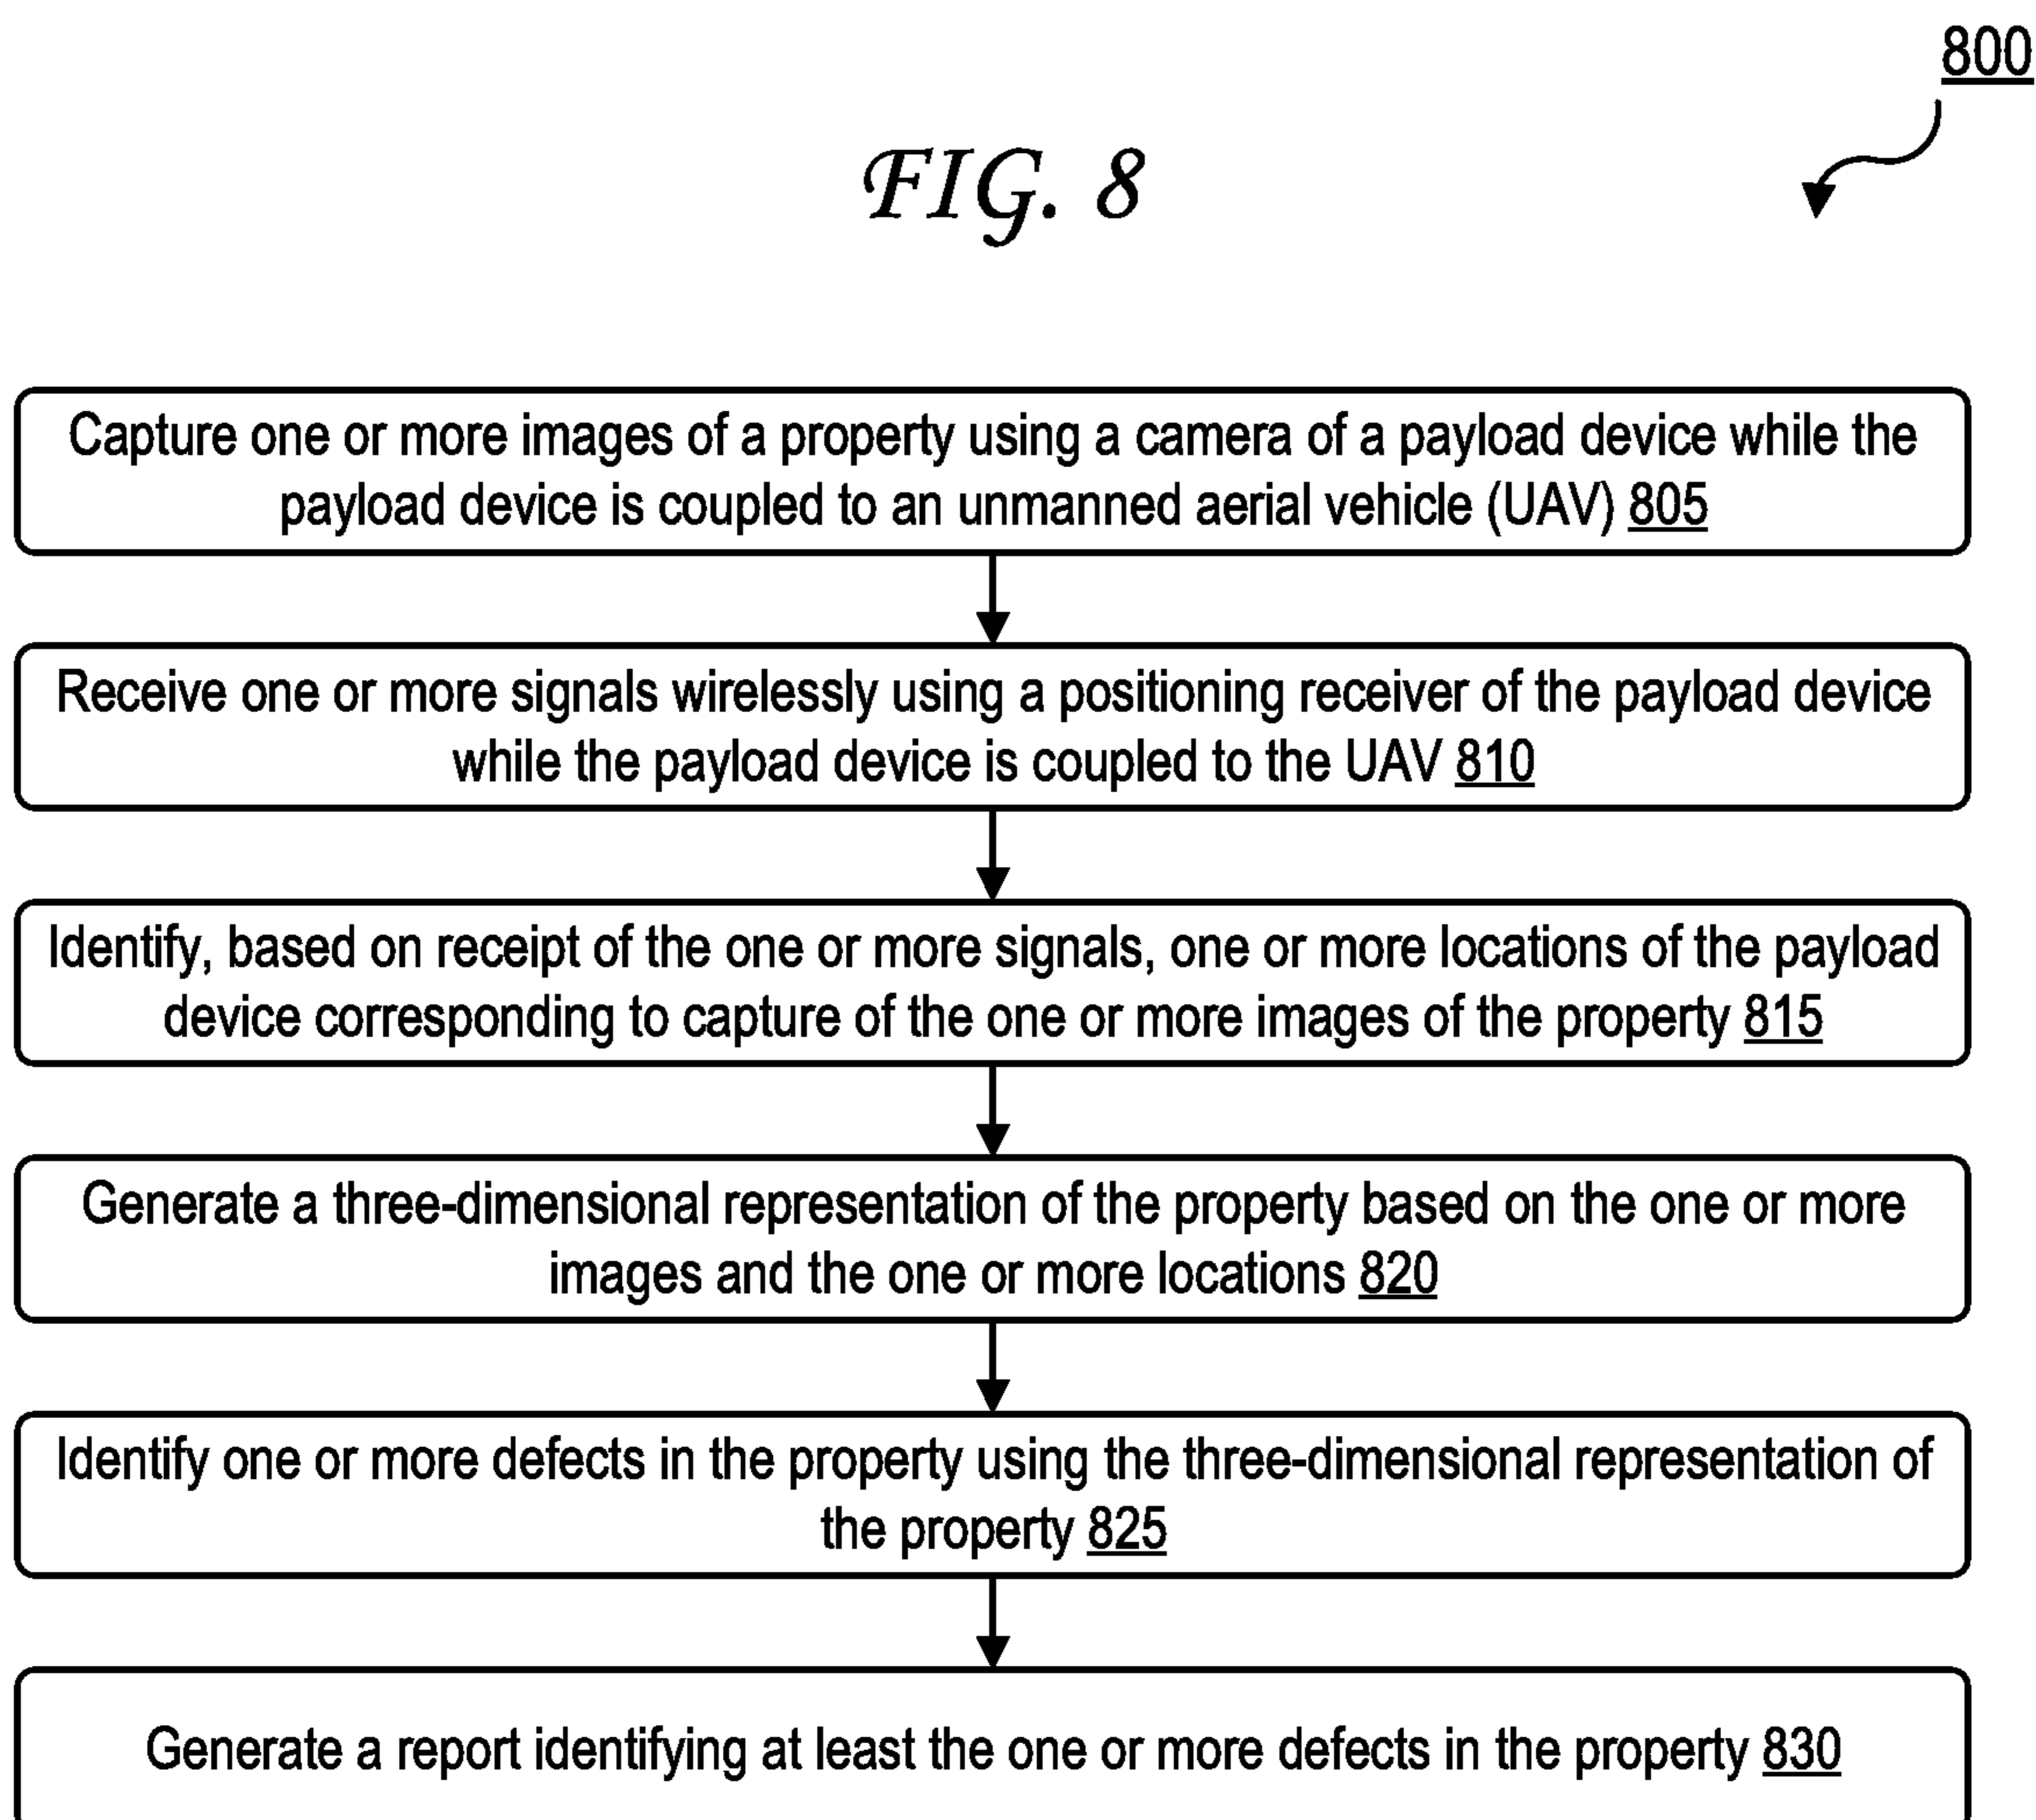 800
FIG. 8
Capture one or more images of a property using a camera of a payload device while the
payload device is coupled to an unmanned aerial vehicle (UAV) 805
Receive one or more signals wirelessly using a positioning receiver of the payload device
while the payload device is coupled to the UAV 810
Identify, based on receipt of the one or more signals, one or more locations of the payload
device corresponding to capture of the one or more images of the property 815
Generate a three-dimensional representation of the property based on the one or more
images and the one or more locations 820
Identify one or more defects in the property using the three-dimensional representation of
the property 825
Generate a report identifying at least the one or more defects in the property 830